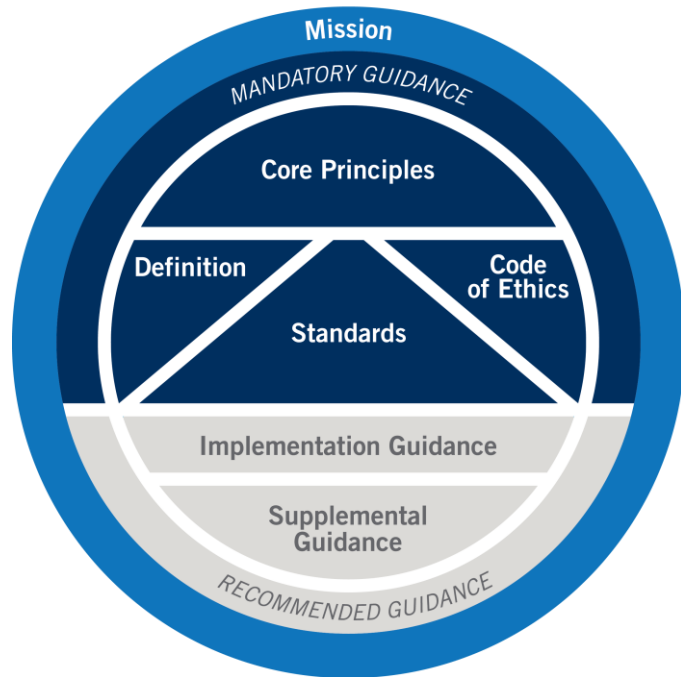 Mission
MANDATORY GUIDANCE
Core Principles
Definition
Code
of Ethics
Standards
Implementation Guidance
Supplemental
Guidance
RECOMMENDED GUIDANCE